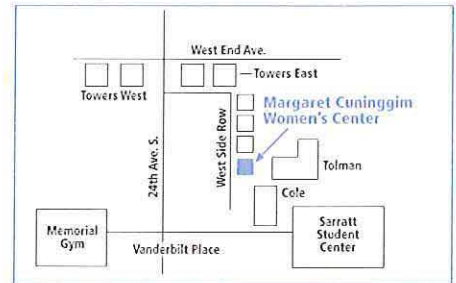 West End Ave.
Towers East
Towers West
Margaret Cuninggim
Women's Center
West Side Row
24th Ave. S.
Tolman
Cole
Memorial
Gym
Sarratt
Student
Center
Vanderbilt Place